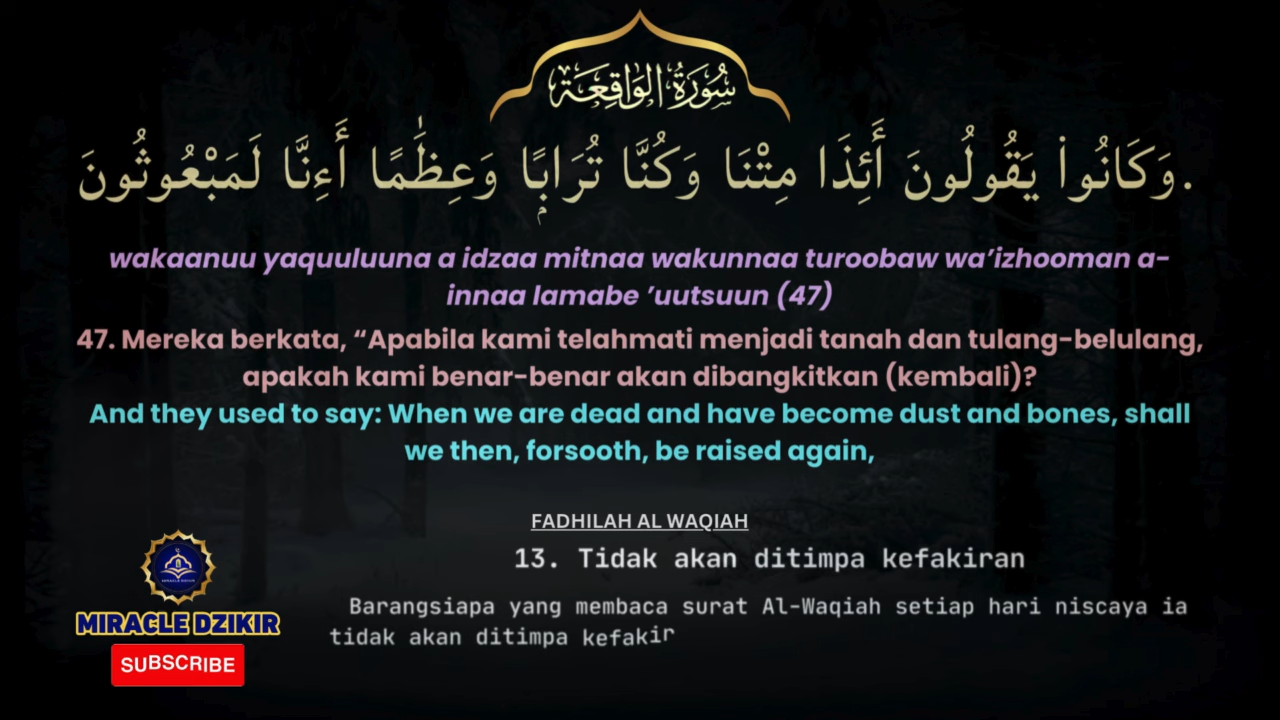 سُورَةُ الوَاقِعَة
وَكَانُوا۟ يَقُولُونَ أَئِذَا مِتْنَا وَكُنَّا تُرَابًۭا وَعِظَٰمًا أَءِنَّا لَمَبْعُوثُونَ.
wakaanuu yaquuluuna a idzaa mitnaa wakunnaa turoobaw wa’izhooman a-
innaa lamabe ’uutsuun (47)
47. Mereka berkata, “Apabila kami telahmati menjadi tanah dan tulang-belulang,
apakah kami benar-benar akan dibangkitkan (kembali)?
And they used to say: When we are dead and have become dust and bones, shall
we then, forsooth, be raised again,
FADHILAH AL WAQIAH
13. Tidak akan ditimpa kefakiran
Barangsiapa yang membaca surat Al-Waqiah setiap hari niscaya ia
tidak akan ditimpa kefakir
MIRACLE DZIKIR
MIRACLE DZIKIR
SUBSCRIBE